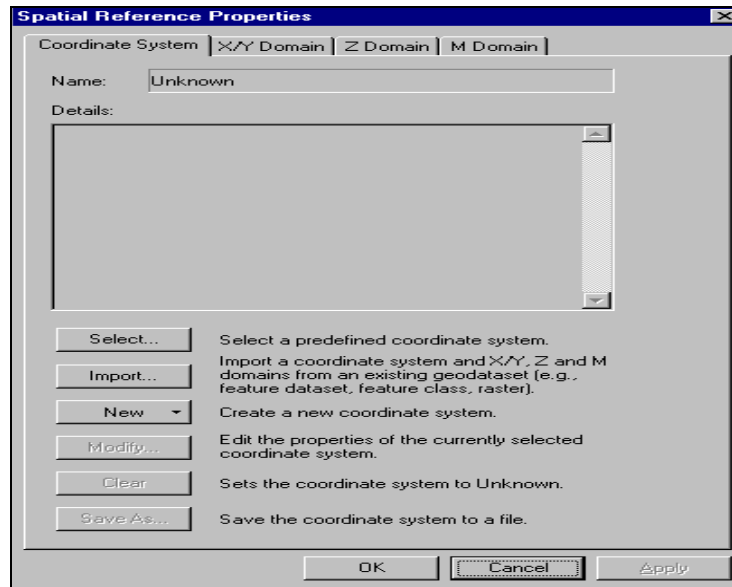 Spatial Reference Properties
Coordinate System X/Y Domain Z Domain M Domain
Name: Unknown
Details:
Select... Select a predefined coordinate system.
Import... Import a coordinate system and X/Y, Z and M
domains from an existing geodataset (e.g.,
feature dataset, feature class, raster).
New Create a new coordinate system.
Modify... Edit the properties of the currently selected
coordinate system.
Clear Sets the coordinate system to Unknown.
Save As... Save the coordinate system to a file.
OK Cancel Apply